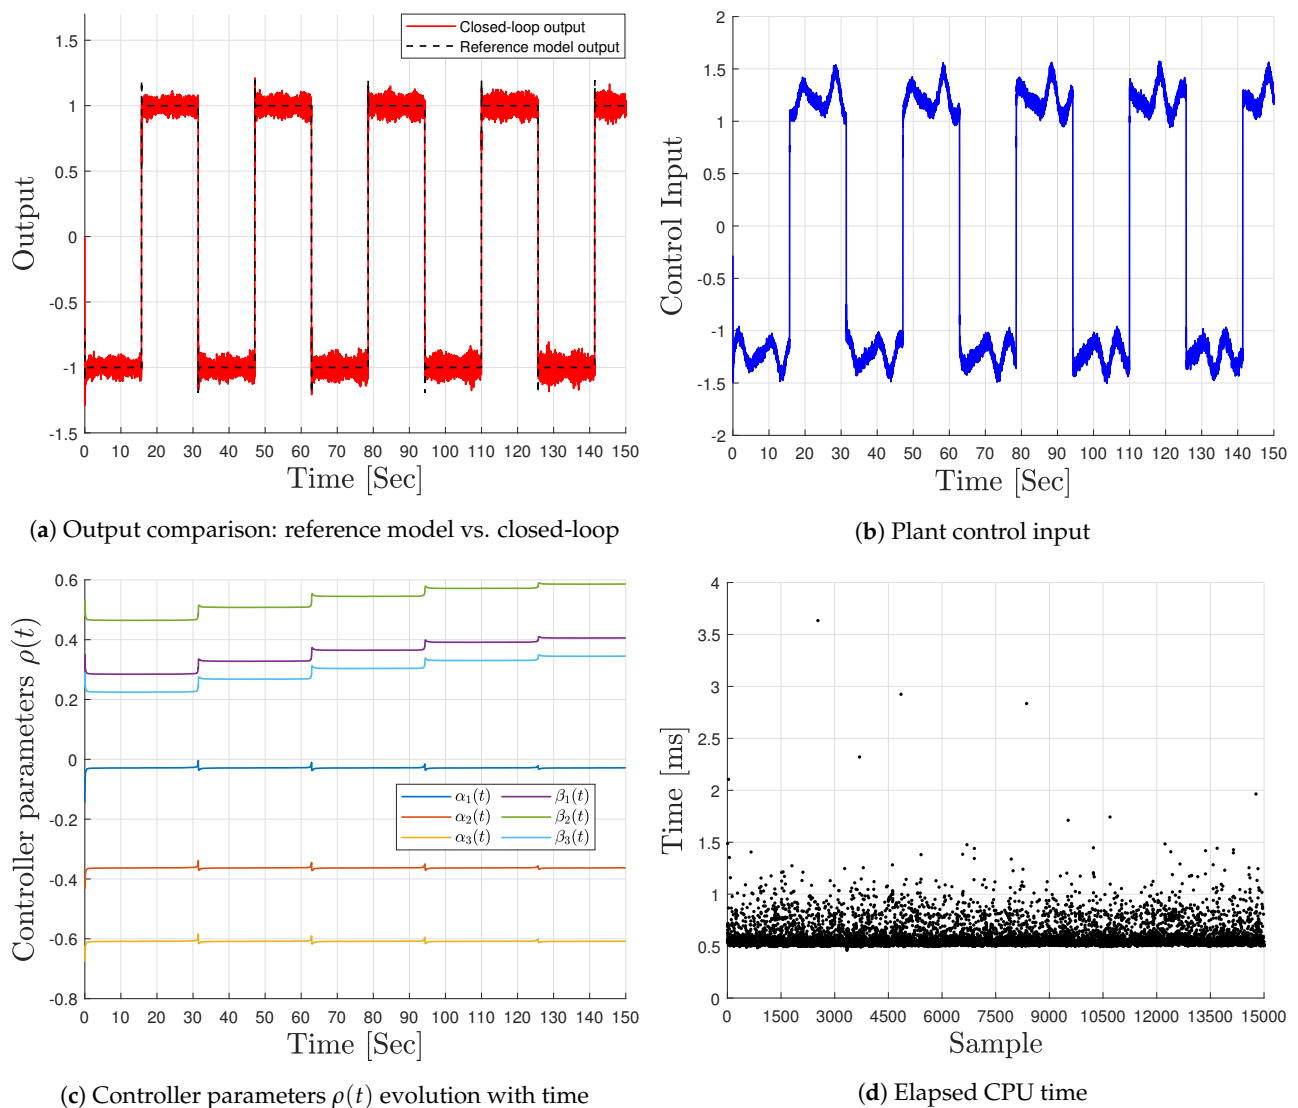 Closed-loop output
Reference model output
1.5
1
0.5
0
-0.5
-1
-1.5
Output
0 10 20 30 40 50 60 70 80 90 100 110 120 130 140 150
Time [Sec]
(a) Output comparison: reference model vs. closed-loop
2
1.5
1
0.5
0
-0.5
-1
-1.5
-2
Control Input
0 10 20 30 40 50 60 70 80 90 100 110 120 130 140 150
Time [Sec]
(b) Plant control input
0.6
0.4
0.2
0
-0.2
-0.4
-0.6
-0.8
Controller parameters ρ(t)
α₁(t) β₁(t)
α₂(t) β₂(t)
α₃(t) β₃(t)
0 10 20 30 40 50 60 70 80 90 100 110 120 130 140 150
Time [Sec]
(c) Controller parameters ρ(t) evolution with time
4
3.5
3
2.5
2
1.5
1
0.5
0
Time [ms]
0 1500 3000 4500 6000 7500 9000 10500 12000 13500 15000
Sample
(d) Elapsed CPU time